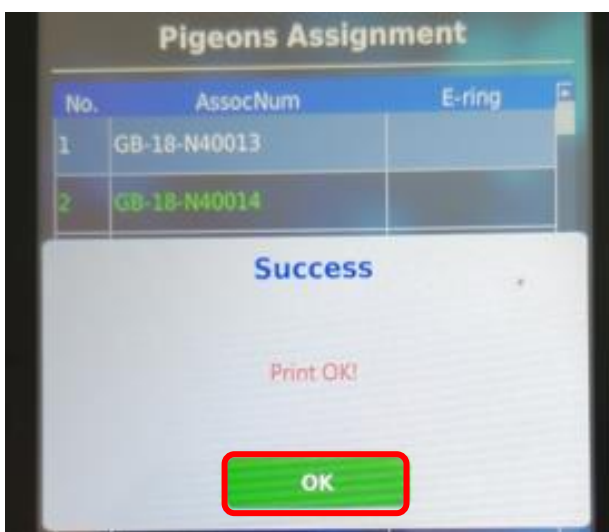 Pigeons Assignment
No. AssocNum E-ring
1 GB-18-N40013
2 GB-18-N40014
Success
Print OK!
OK